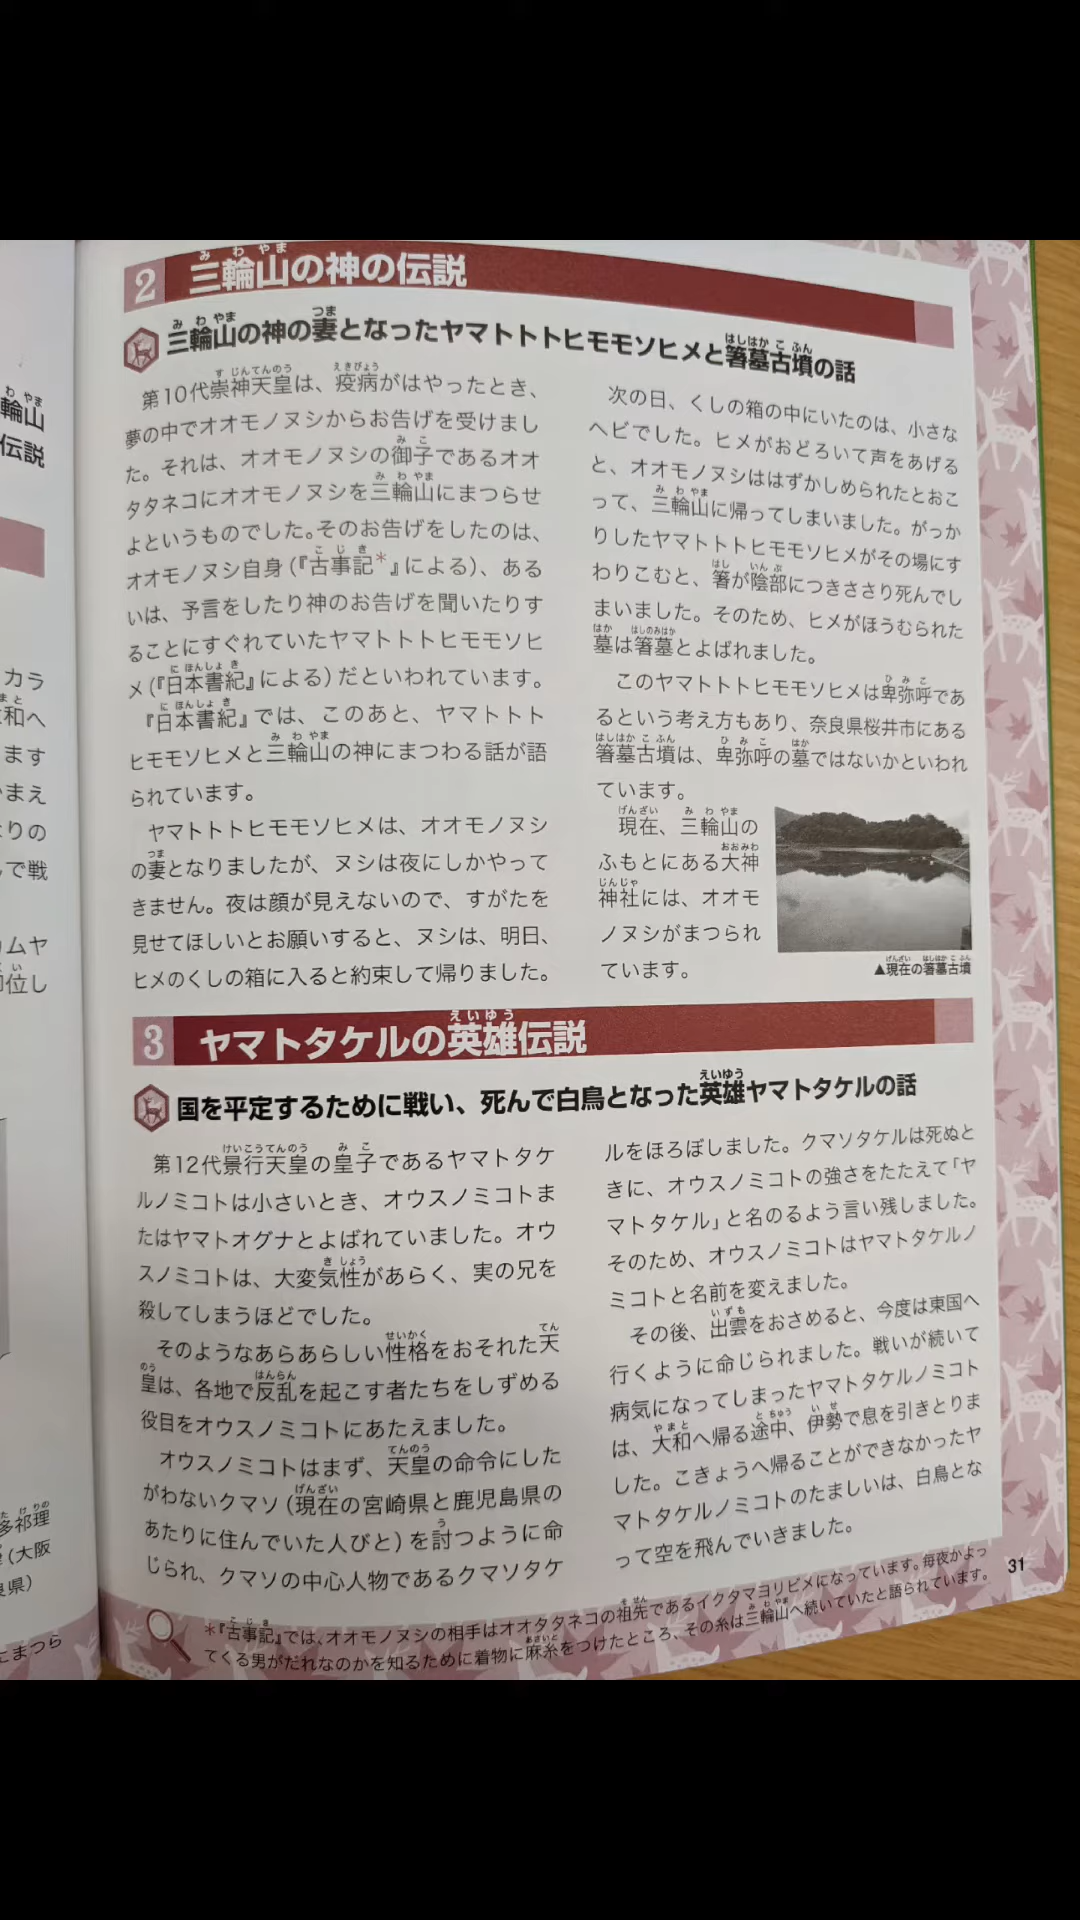 2 三輪山の神の伝説
三輪山の神の妻となったヤマトトトヒモモソヒメと箸墓古墳の話
第10代崇神天皇は、疫病がはやったとき、
夢の中でオオモノヌシからお告げを受けまし
た。それは、オオモノヌシの御子であるオオ
タタネコにオオモノヌシを三輪山にまつらせ
よというものでした。そのお告げをしたのは、
オオモノヌシ自身(『古事記*』による)、ある
いは、予言をしたり神のお告げを聞いたりす
ることにすぐれていたヤマトトトヒモモソヒ
メ(『日本書紀』による)だといわれています。
『日本書紀』では、このあと、ヤマトトト
ヒモモソヒメと三輪山の神にまつわる話が語
られています。
ヤマトトトヒモモソヒメは、オオモノヌシ
の妻となりましたが、ヌシは夜にしかやって
きません。夜は顔が見えないので、すがたを
見せてほしいとお願いすると、ヌシは、明日、
ヒメのくしの箱に入ると約束して帰りました。
次の日、くしの箱の中にいたのは、小さな
ヘビでした。ヒメがおどろいて声をあげる
と、オオモノヌシははずかしめられたとおこ
って、三輪山に帰ってしまいました。がっか
りしたヤマトトトヒモモソヒメがその場にす
わりこむと、箸が陰部につきささり死んでし
まいました。そのため、ヒメがほうむられた
墓は箸墓とよばれました。
このヤマトトトヒモモソヒメは卑弥呼であ
るという考え方もあり、奈良県桜井市にある
箸墓古墳は、卑弥呼の墓ではないかといわれ
ています。
現在、三輪山の
ふもとにある大神
神社には、オオモ
ノヌシがまつられ
ています。
▲現在の箸墓古墳
3 ヤマトタケルの英雄伝説
国を平定するために戦い、死んで白鳥となった英雄ヤマトタケルの話
第12代景行天皇の皇子であるヤマトタケ
ルノミコトは小さいとき、オウスノミコトま
たはヤマトオグナとよばれていました。オウ
スノミコトは、大変気性があらく、実の兄を
殺してしまうほどでした。
そのようなあらあらしい性格をおそれた天
皇は、各地で反乱を起こす者たちをしずめる
役目をオウスノミコトにあたえました。
オウスノミコトはまず、天皇の命令にした
がわないクマソ(現在の宮崎県と鹿児島県の
あたりに住んでいた人びと)を討つように命
じられ、クマソの中心人物であるクマソタケ
ルをほろぼしました。クマソタケルは死ぬと
きに、オウスノミコトの強さをたたえて「ヤ
マトタケル」と名のるよう言い残しました。
そのため、オウスノミコトはヤマトタケルノ
ミコトと名前を変えました。
その後、出雲をおさめると、今度は東国へ
行くように命じられました。戦いが続いて
病気になってしまったヤマトタケルノミコト
は、大和へ帰る途中、伊勢で息を引きとりま
した。こきょうへ帰ることができなかったヤ
マトタケルノミコトのたましいは、白鳥とな
って空を飛んでいきました。
*『古事記』では、オオモノヌシの相手はオオタタネコの祖先であるイクタマヨリビメになっています。毎夜かよっ
てくる男がだれなのかを知るために着物に麻糸をつけたところ、その糸は三輪山へ続いていたと語られています。
31
輪山
伝説
カラ
和へ
ます
まえ
りの
で戦
ムヤ
位し
多祁理
(大阪
県)
にまつら